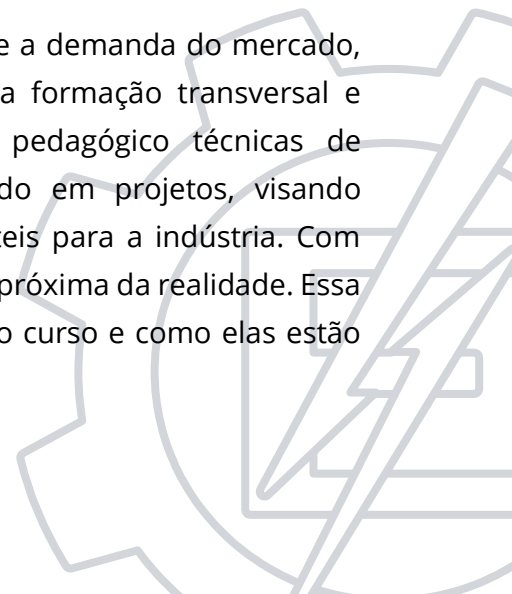 e a demanda do mercado,
a formação transversal e
pedagógico técnicas de
do em projetos, visando
eis para a indústria. Com
próxima da realidade. Essa
o curso e como elas estão